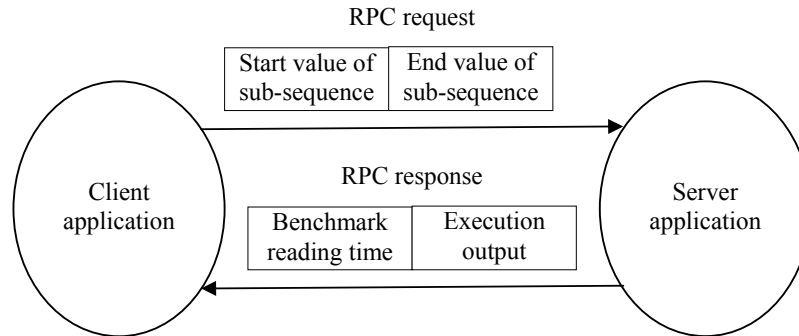 RPC request
Start value of
sub-sequence
End value of
sub-sequence
Client
application
RPC response
Benchmark
reading time
Execution
output
Server
application